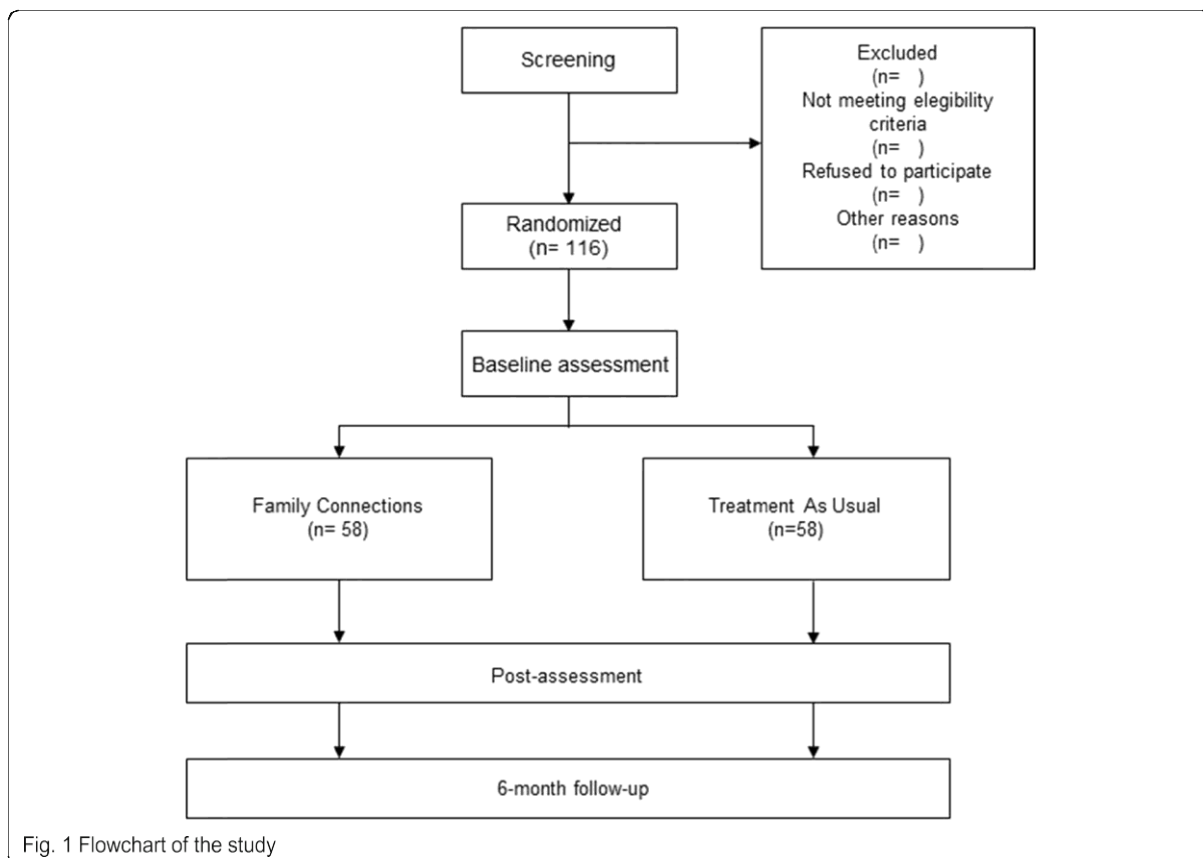 Screening
Excluded
(n= )
Not meeting elegibility
criteria
(n= )
Refused to participate
(n= )
Other reasons
(n= )
Randomized
(n= 116)
Baseline assessment
Family Connections
(n= 58)
Treatment As Usual
(n=58)
Post-assessment
6-month follow-up
Fig. 1 Flowchart of the study